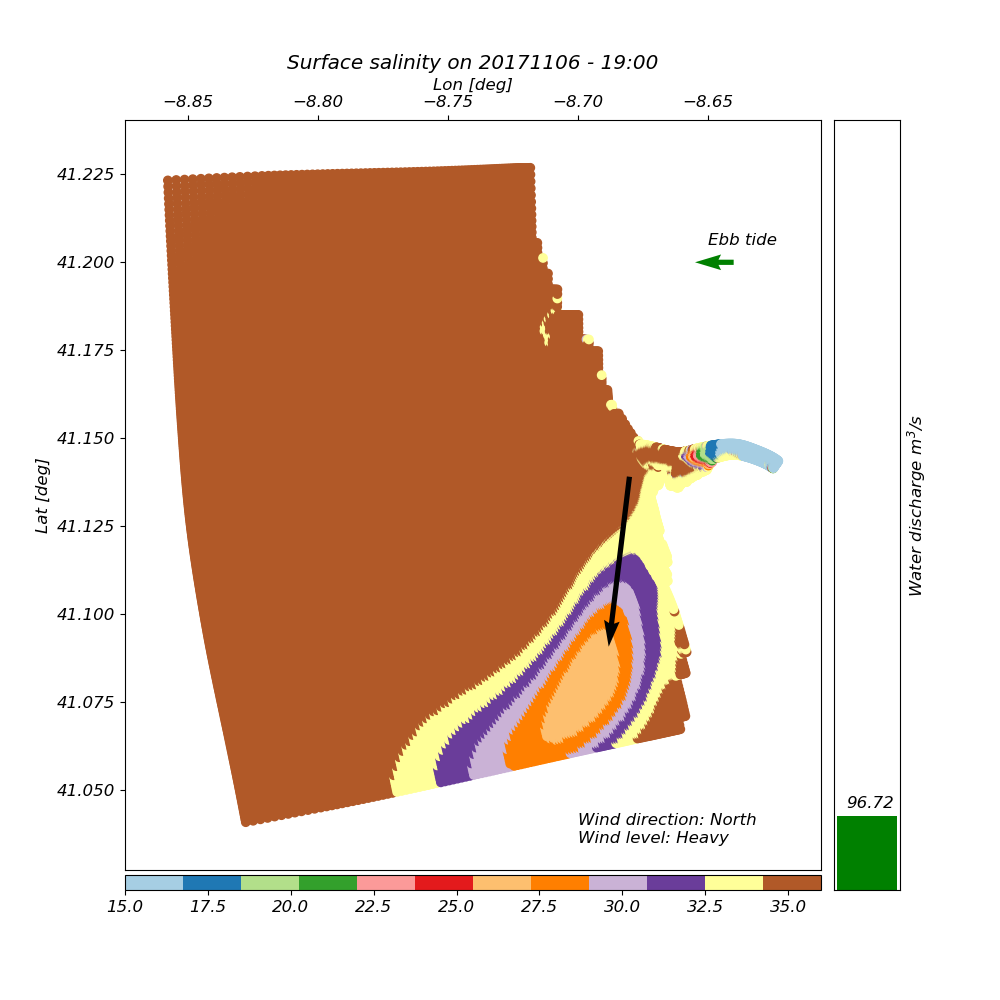 Surface salinity on 20171106 - 19:00
Lon [deg]
−8.85 −8.80 −8.75 −8.70 −8.65
41.225
41.200
41.175
41.150
41.125
41.100
41.075
41.050
Lat [deg]
Ebb tide
Wind direction: North
Wind level: Heavy
96.72
Water discharge m³/s
15.0 17.5 20.0 22.5 25.0 27.5 30.0 32.5 35.0